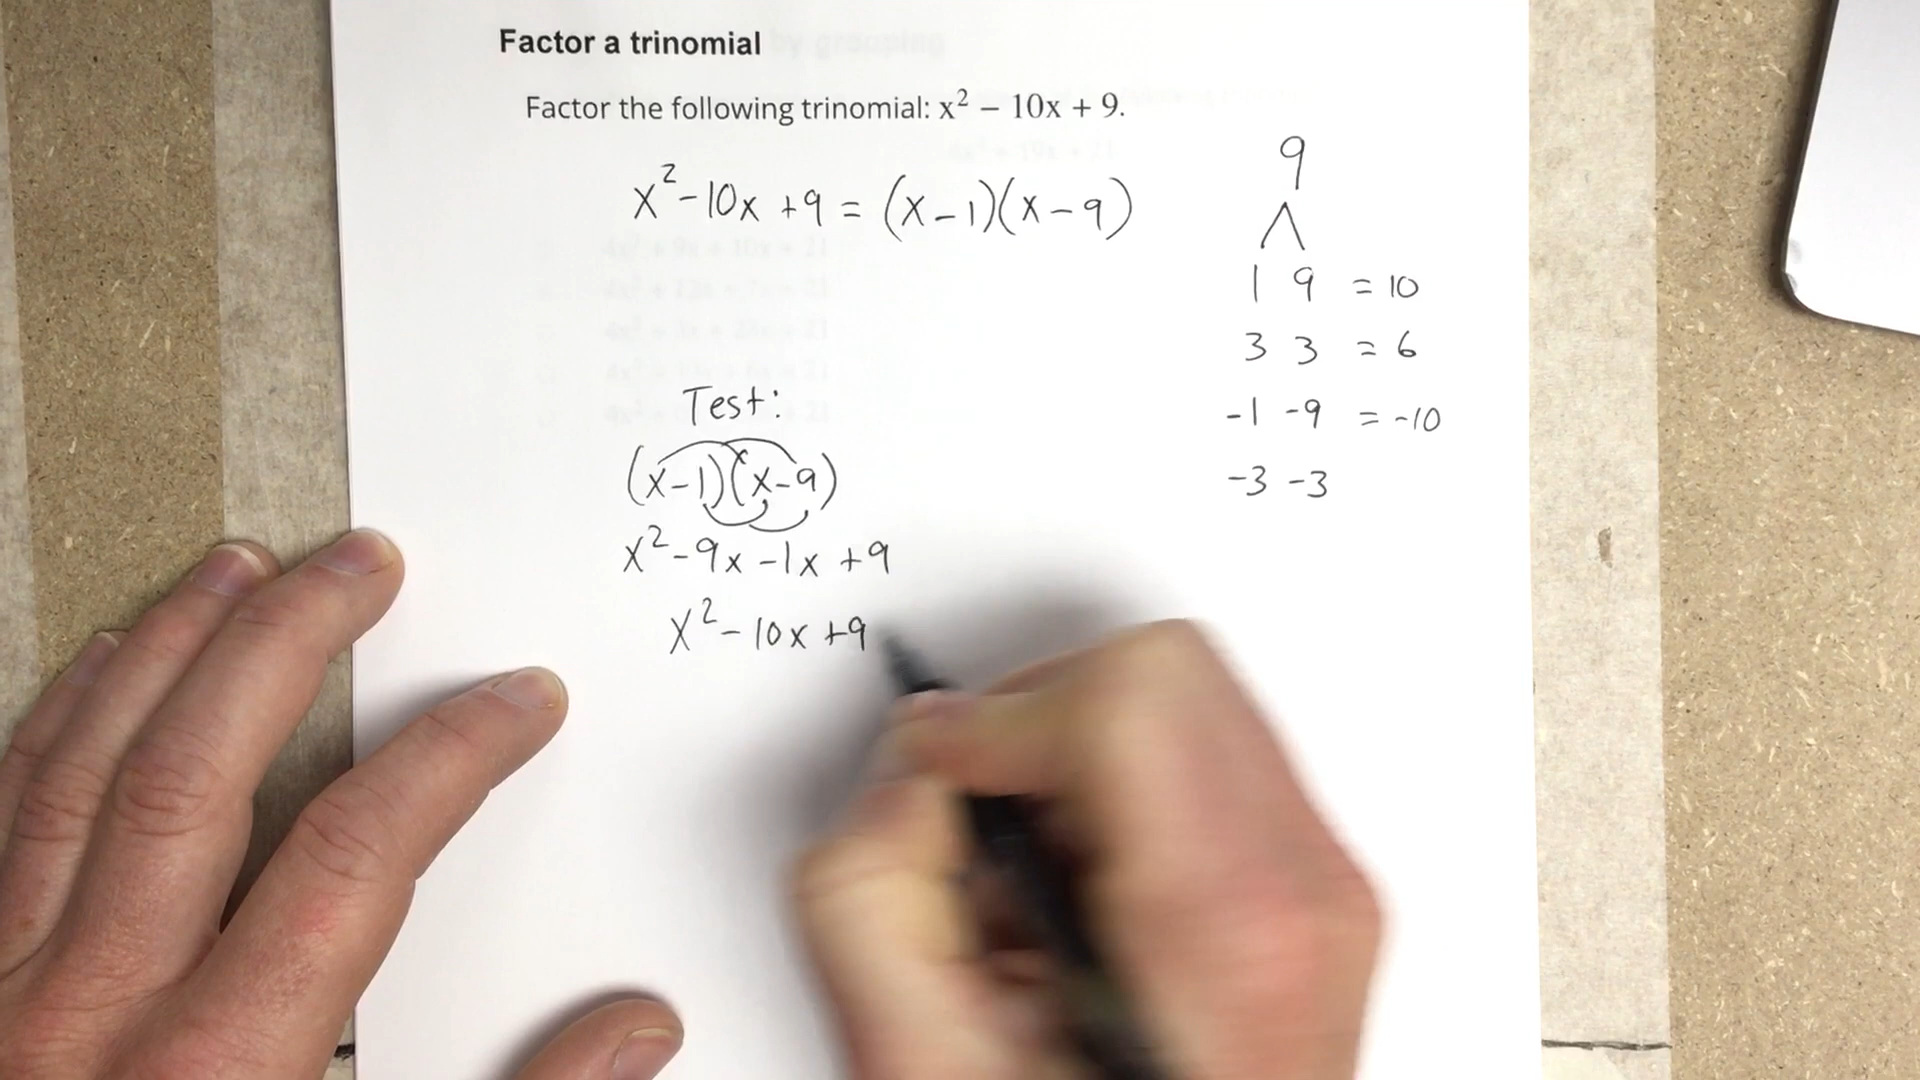 Factor a trinomial
Factor the following trinomial: x² − 10x + 9.
x² - 10x + 9 = (x - 1)(x - 9)
9
1 9 = 10
3 3 = 6
-1 -9 = -10
-3 -3
Test:
(x-1)(x-9)
x² - 9x - 1x + 9
x² - 10x + 9